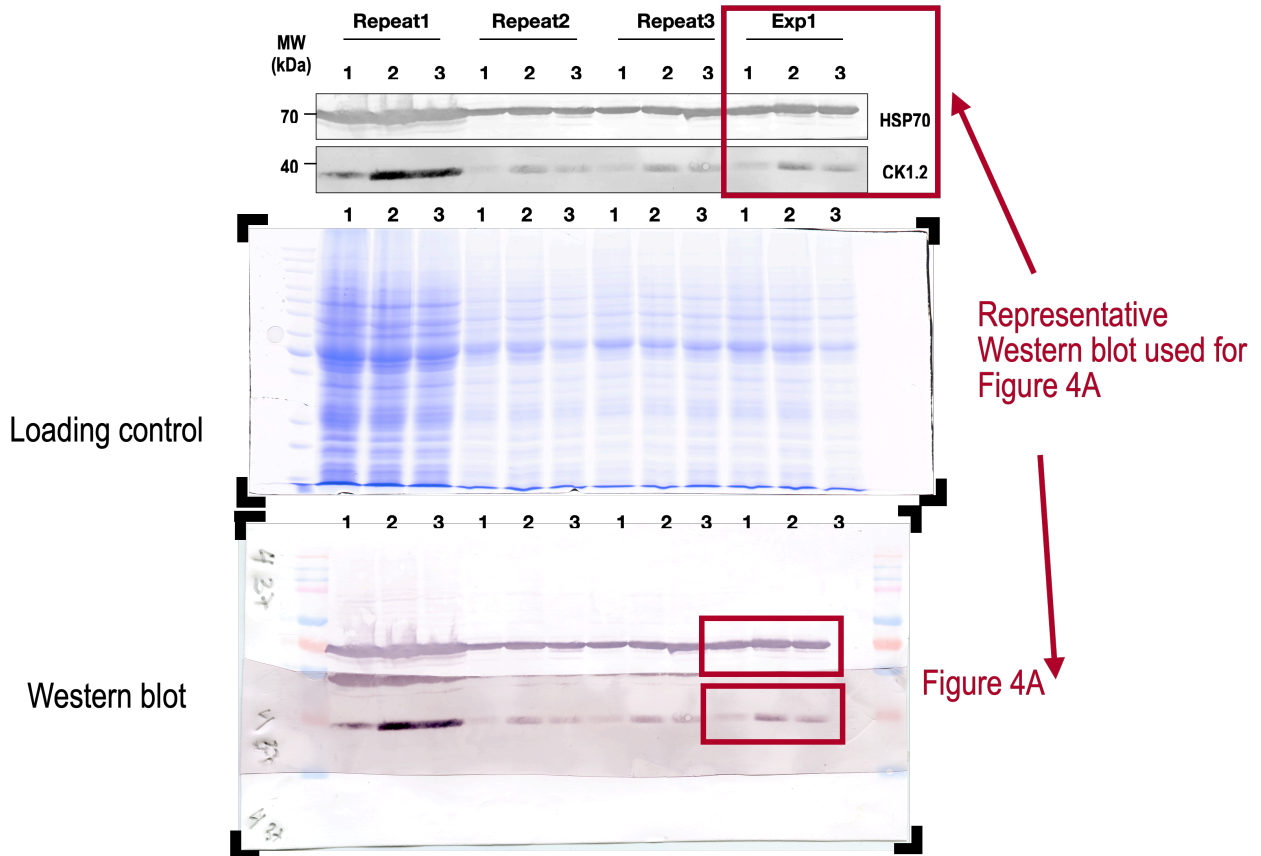 Repeat1 Repeat2 Repeat3 Exp1
MW
(kDa)
1 2 3 1 2 3 1 2 3 1 2 3
70 HSP70
40 CK1.2
1 2 3 1 2 3 1 2 3 1 2 3
Representative
Western blot used for
Figure 4A
Loading control
1 2 3 1 2 3 1 2 3 1 2 3
Figure 4A
Western blot